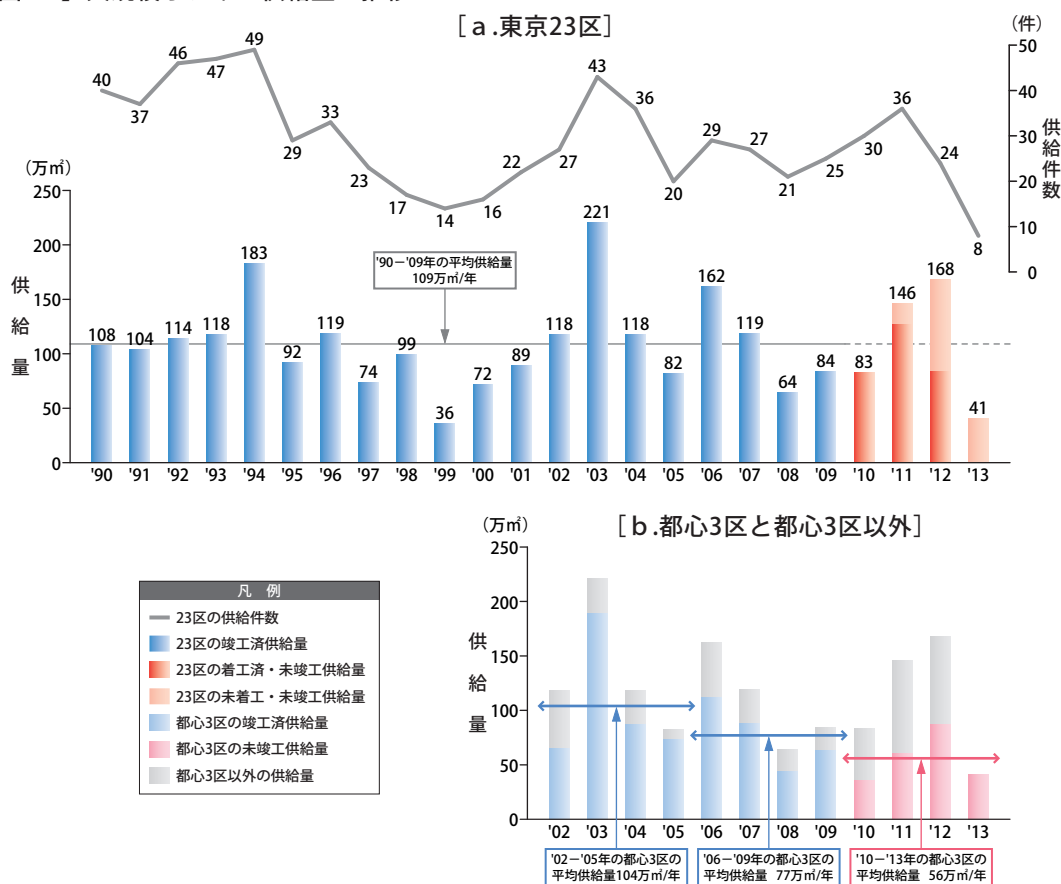 [a.東京23区]
(件)
50
40
30
20
10
0
供給件数
40
37
46
47
49
29
33
23
17
14
16
22
27
43
36
20
29
27
21
25
30
36
24
8
(万㎡)
250
200
150
100
50
0
供給量
'90－'09年の平均供給量
109万㎡/年
108
104
114
118
183
92
119
74
99
36
72
89
118
221
118
82
162
119
64
84
83
146
168
41
'90 '91 '92 '93 '94 '95 '96 '97 '98 '99 '00 '01 '02 '03 '04 '05 '06 '07 '08 '09 '10 '11 '12 '13
[b.都心3区と都心3区以外]
(万㎡)
250
200
150
100
50
0
供給量
'02 '03 '04 '05 '06 '07 '08 '09 '10 '11 '12 '13
'02－'05年の都心3区の
平均供給量104万㎡/年
'06－'09年の都心3区の
平均供給量 77万㎡/年
'10－'13年の都心3区の
平均供給量 56万㎡/年
凡 例
23区の供給件数
23区の竣工済供給量
23区の着工済・未竣工供給量
23区の未着工・未竣工供給量
都心3区の竣工済供給量
都心3区の未竣工供給量
都心3区以外の供給量